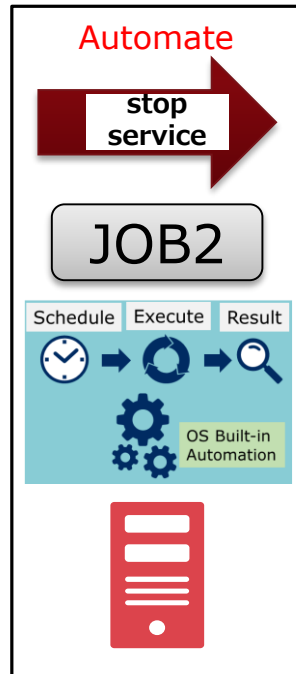 Automate
stop
service
JOB2
Schedule Execute Result
OS Built-in
Automation